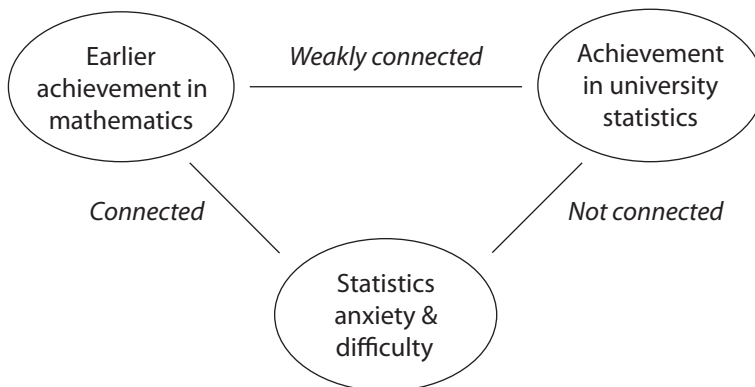 Earlier
achievement in
mathematics
Weakly connected
Achievement
in university
statistics
Connected
Not connected
Statistics
anxiety &
difficulty